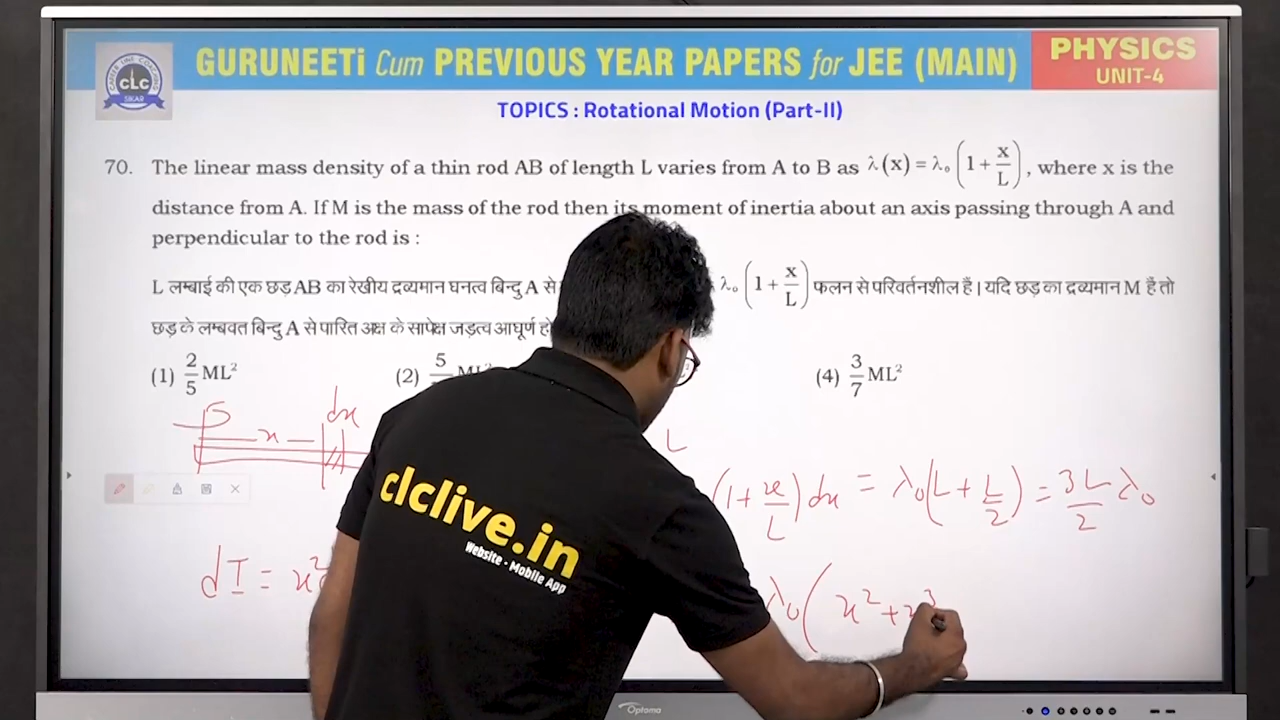 GURUNEETi Cum PREVIOUS YEAR PAPERS for JEE (MAIN)
PHYSICS
UNIT-4
CLC
SIKAR
TOPICS : Rotational Motion (Part-II)
70. The linear mass density of a thin rod AB of length L varies from A to B as λ(x) = λ₀ (1 + x/L), where x is the
distance from A. If M is the mass of the rod then its moment of inertia about an axis passing through A and
perpendicular to the rod is :
L लम्बाई की एक छड़ AB का रेखीय द्रव्यमान घनत्व बिन्दु A से λ₀ (1 + x/L) फलन से परिवर्तनशील है। यदि छड़ का द्रव्यमान M है तो
छड़ के लम्बवत बिन्दु A से पारित अक्ष के सापेक्ष जड़त्व आघूर्ण
(1) 2/5 ML² (2) 5 (4) 3/7 ML²
dx
x
L
(1 + x/L) dx = λ₀(L + L/2) = 3L/2 λ₀
dI = x²
λ₀( x² + x³
clclive.in
Website - Mobile App
Optoma